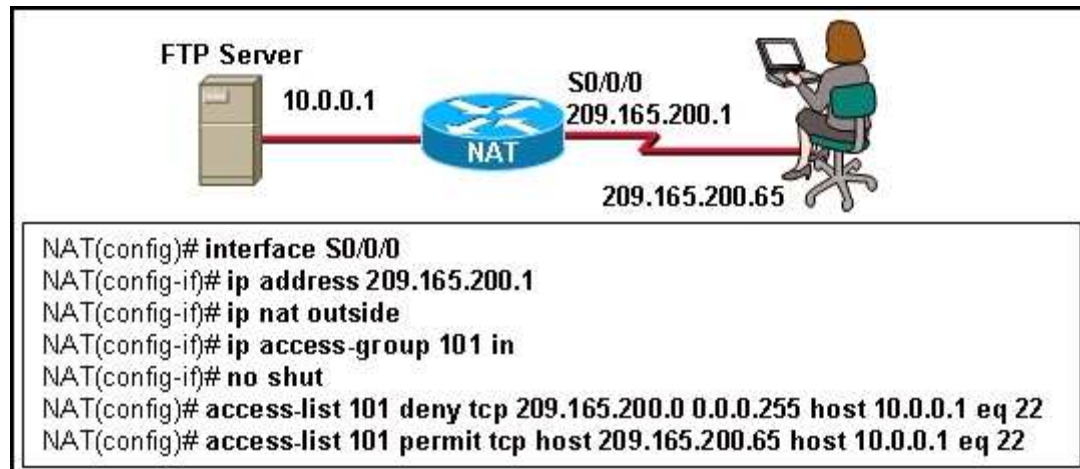 FTP Server
10.0.0.1
S0/0/0
209.165.200.1
NAT
209.165.200.65
NAT(config)# interface S0/0/0
NAT(config-if)# ip address 209.165.200.1
NAT(config-if)# ip nat outside
NAT(config-if)# ip access-group 101 in
NAT(config-if)# no shut
NAT(config)# access-list 101 deny tcp 209.165.200.0 0.0.0.255 host 10.0.0.1 eq 22
NAT(config)# access-list 101 permit tcp host 209.165.200.65 host 10.0.0.1 eq 22